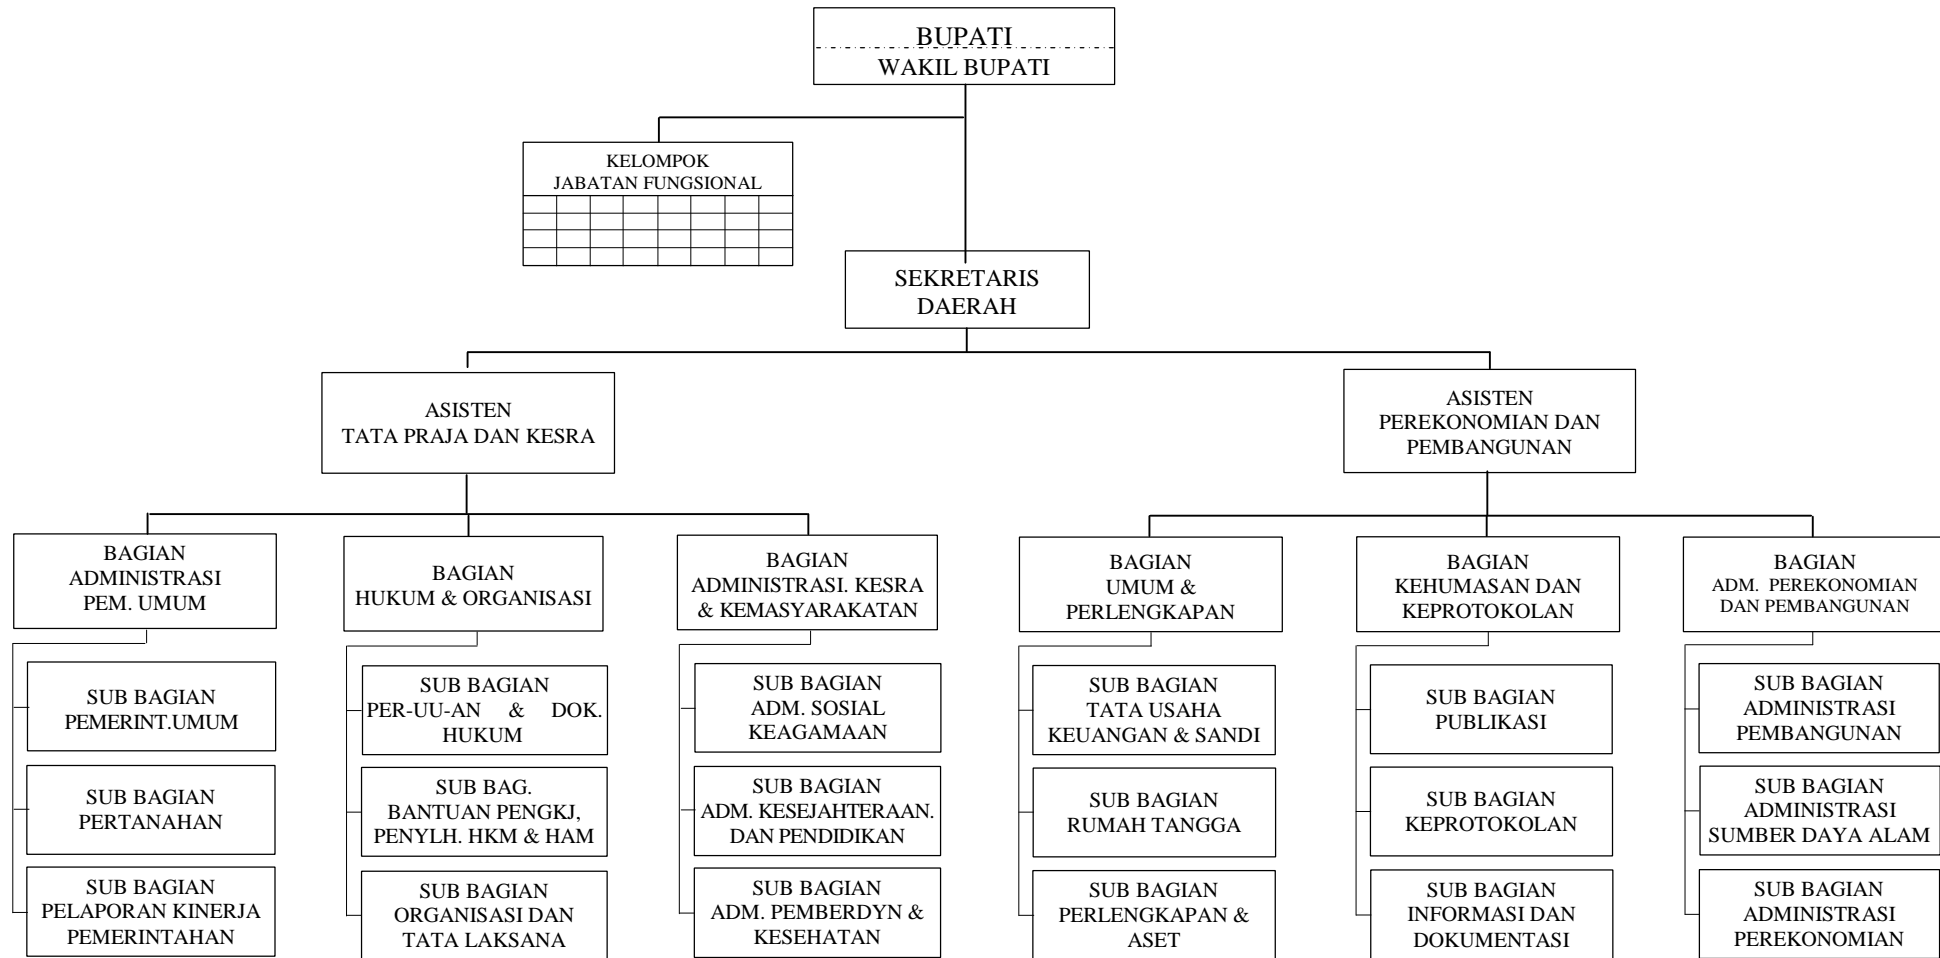 BUPATI
WAKIL BUPATI
KELOMPOK
JABATAN FUNGSIONAL
SEKRETARIS
DAERAH
ASISTEN
TATA PRAJA DAN KESRA
ASISTEN
PEREKONOMIAN DAN
PEMBANGUNAN
BAGIAN
ADMINISTRASI
PEM. UMUM
BAGIAN
HUKUM & ORGANISASI
BAGIAN
ADMINISTRASI. KESRA
& KEMASYARAKATAN
BAGIAN
UMUM &
PERLENGKAPAN
BAGIAN
KEHUMASAN DAN
KEPROTOKOLAN
BAGIAN
ADM. PEREKONOMIAN
DAN PEMBANGUNAN
SUB BAGIAN
PEMERINT.UMUM
SUB BAGIAN
PER-UU-AN & DOK.
HUKUM
SUB BAGIAN
ADM. SOSIAL
KEAGAMAAN
SUB BAGIAN
TATA USAHA
KEUANGAN & SANDI
SUB BAGIAN
PUBLIKASI
SUB BAGIAN
ADMINISTRASI
PEMBANGUNAN
SUB BAGIAN
PERTANAHAN
SUB BAG.
BANTUAN PENGKJ,
PENYLH. HKM & HAM
SUB BAGIAN
ADM. KESEJAHTERAAN.
DAN PENDIDIKAN
SUB BAGIAN
RUMAH TANGGA
SUB BAGIAN
KEPROTOKOLAN
SUB BAGIAN
ADMINISTRASI
SUMBER DAYA ALAM
SUB BAGIAN
PELAPORAN KINERJA
PEMERINTAHAN
SUB BAGIAN
ORGANISASI DAN
TATA LAKSANA
SUB BAGIAN
ADM. PEMBERDYN &
KESEHATAN
SUB BAGIAN
PERLENGKAPAN &
ASET
SUB BAGIAN
INFORMASI DAN
DOKUMENTASI
SUB BAGIAN
ADMINISTRASI
PEREKONOMIAN